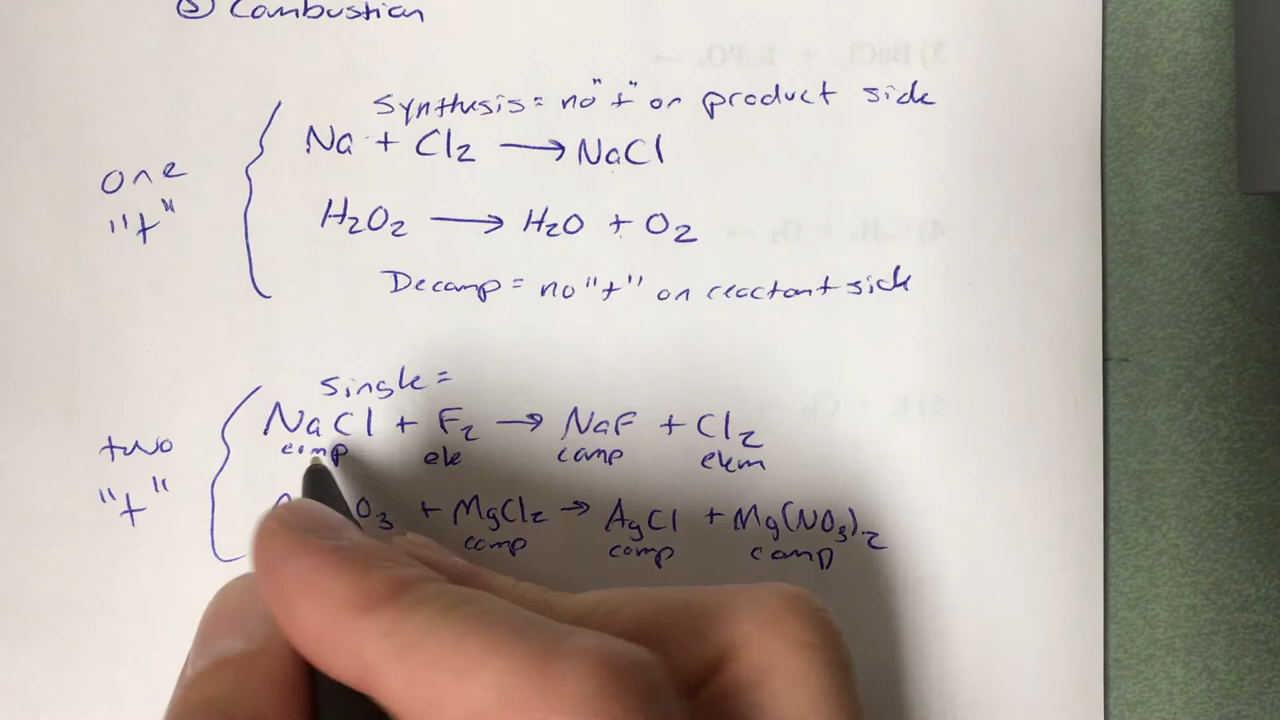 ⑤ Combustion
Synthesis = no "+" on product side
Na + Cl₂ → NaCl
one
"+"
H₂O₂ → H₂O + O₂
Decomp = no "+" on reactant side
Single =
NaCl + F₂ → NaF + Cl₂
comp ele comp elem
two
"+"
O₃ + MgCl₂ → AgCl + Mg(NO₃)₂
comp comp comp